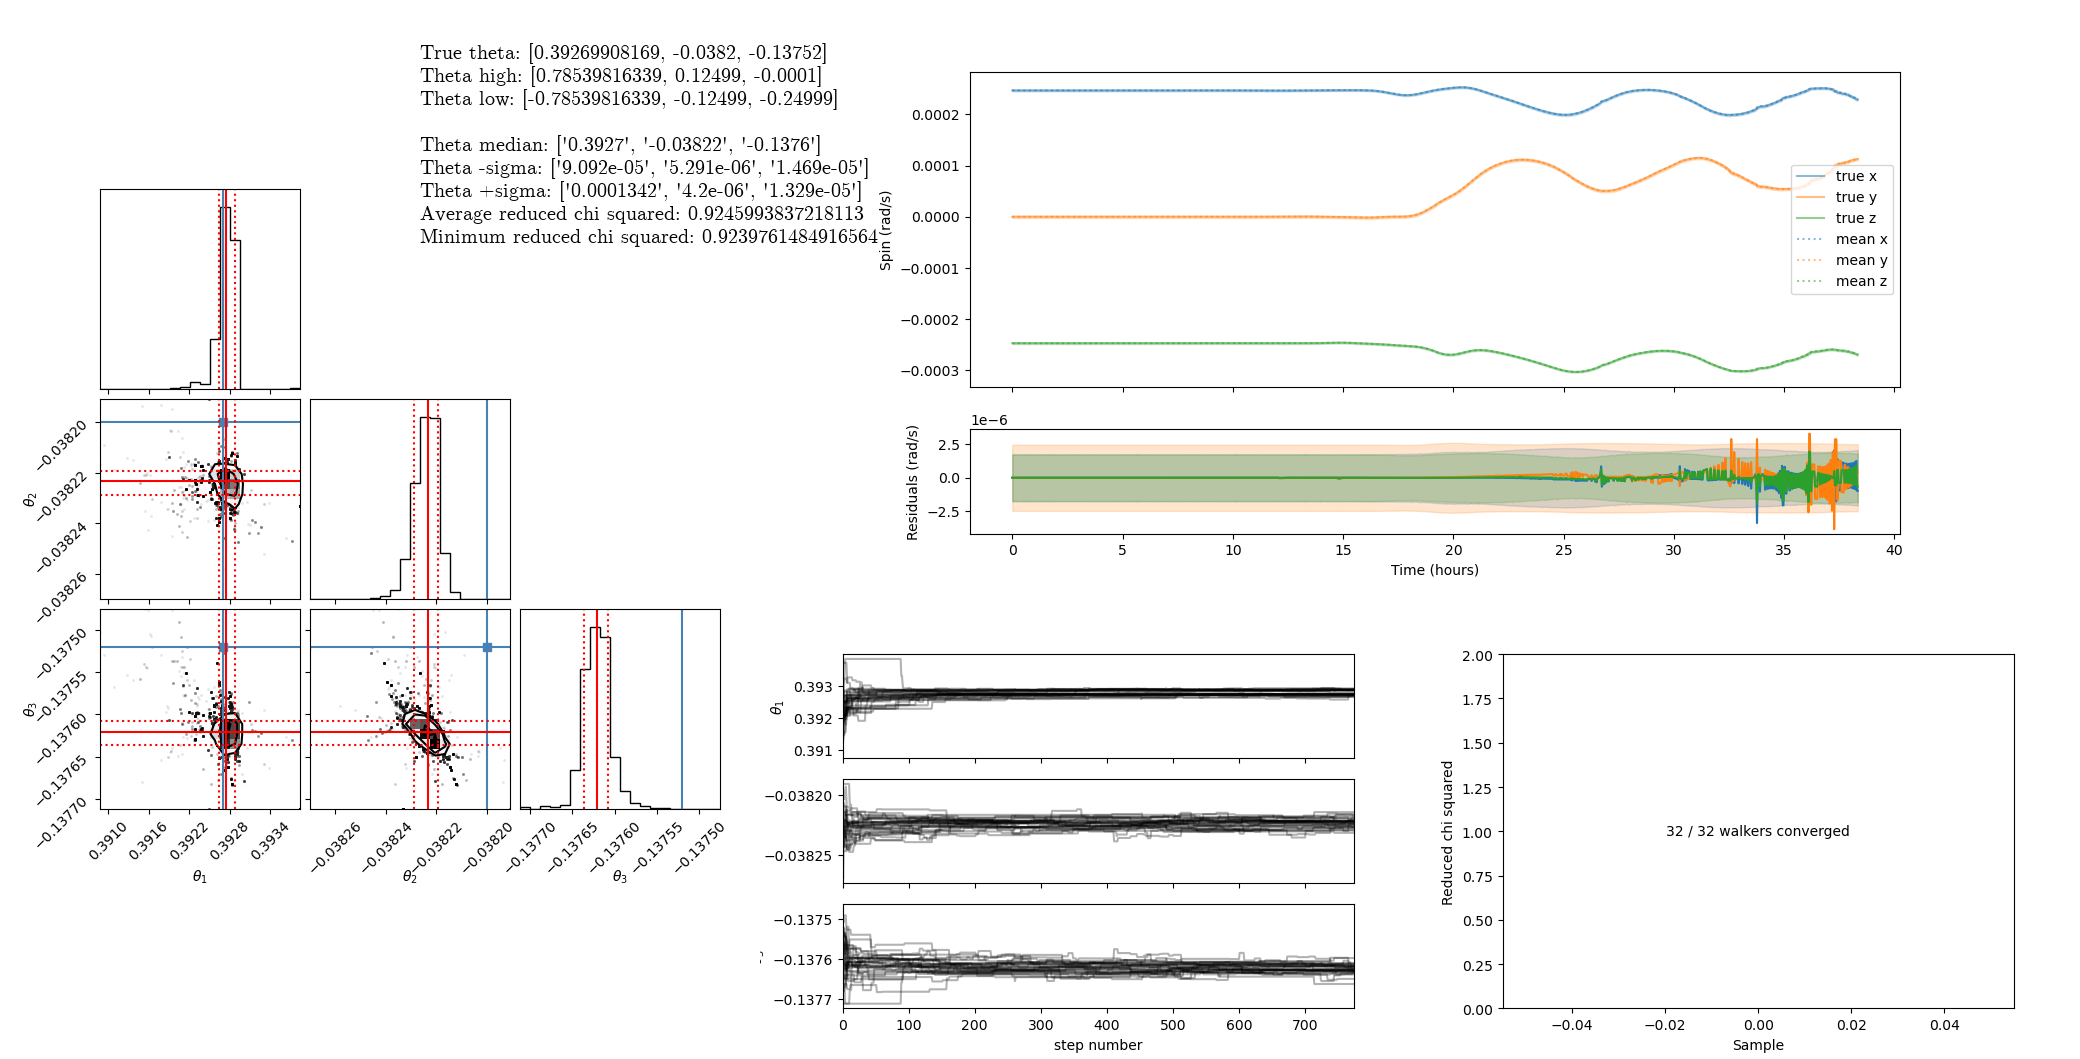 True theta: [0.39269908169, -0.0382, -0.13752]
Theta high: [0.78539816339, 0.12499, -0.0001]
Theta low: [-0.78539816339, -0.12499, -0.24999]
Theta median: ['0.3927', '-0.03822', '-0.1376']
Theta -sigma: ['9.092e-05', '5.291e-06', '1.469e-05']
Theta +sigma: ['0.0001342', '4.2e-06', '1.329e-05']
Average reduced chi squared: 0.9245993837218113
Minimum reduced chi squared: 0.9239761484916564
θ2
−0.03820
−0.03822
−0.03824
−0.03826
θ3
−0.13750
−0.13755
−0.13760
−0.13765
−0.13770
0.3910
0.3916
0.3922
0.3928
0.3934
θ1
−0.03826
−0.03824
−0.03822
−0.03820
θ2
−0.13770
−0.13765
−0.13760
−0.13755
−0.13750
θ3
Spin (rad/s)
0.0002
0.0001
0.0000
−0.0001
−0.0002
−0.0003
true x
true y
true z
mean x
mean y
mean z
1e−6
Residuals (rad/s)
2.5
0.0
−2.5
0
5
10
15
20
25
30
35
40
Time (hours)
θ1
0.393
0.392
0.391
−0.03820
−0.03825
−0.1375
−0.1376
−0.1377
0
100
200
300
400
500
600
700
step number
Reduced chi squared
2.00
1.75
1.50
1.25
1.00
0.75
0.50
0.25
0.00
32 / 32 walkers converged
−0.04
−0.02
0.00
0.02
0.04
Sample